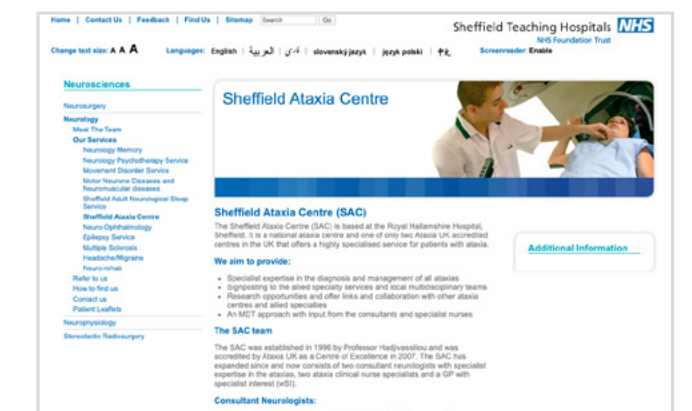 Home | Contact Us | Feedback | Find Us | Sitemap Search Go
Sheffield Teaching Hospitals NHS
NHS Foundation Trust
Change text size: A A A Languages: English | العربية | فارسی | slovenský jazyk | język polski | 中文 Screenreader: Enable
Neurosciences
Neurosurgery
Neurology
Meet The Team
Our Services
Neurology Memory
Neurology Psychotherapy Service
Movement Disorder Service
Motor Neurone Diseases and
Neuromuscular diseases
Sheffield Adult Neurological Sleep
Service
Sheffield Ataxia Centre
Neuro-Ophthalmology
Epilepsy Service
Multiple Sclerosis
Headache/Migraine
Neuro-rehab
Refer to us
How to find us
Contact us
Patient Leaflets
Neurophysiology
Stereotactic Radiosurgery
Sheffield Ataxia Centre
Sheffield Ataxia Centre (SAC)
The Sheffield Ataxia Centre (SAC) is based at the Royal Hallamshire Hospital,
Sheffield. It is a national ataxia centre and one of only two Ataxia UK accredited
centres in the UK that offers a highly specialised service for patients with ataxia.
We aim to provide:
• Specialist expertise in the diagnosis and management of all ataxias
• Signposting to the allied specialty services and local multidisciplinary teams
• Research opportunities and offer links and collaboration with other ataxia
centres and allied specialties
• An MDT approach with input from the consultants and specialist nurses
The SAC team
The SAC was established in 1996 by Professor Hadjivassiliou and was
accredited by Ataxia UK as a Centre of Excellence in 2007. The SAC has
expanded since and now consists of two consultant neurologists with specialist
expertise in the ataxias, two ataxia clinical nurse specialists and a GP with
specialist interest (wSI).
Consultant Neurologists:
Additional Information